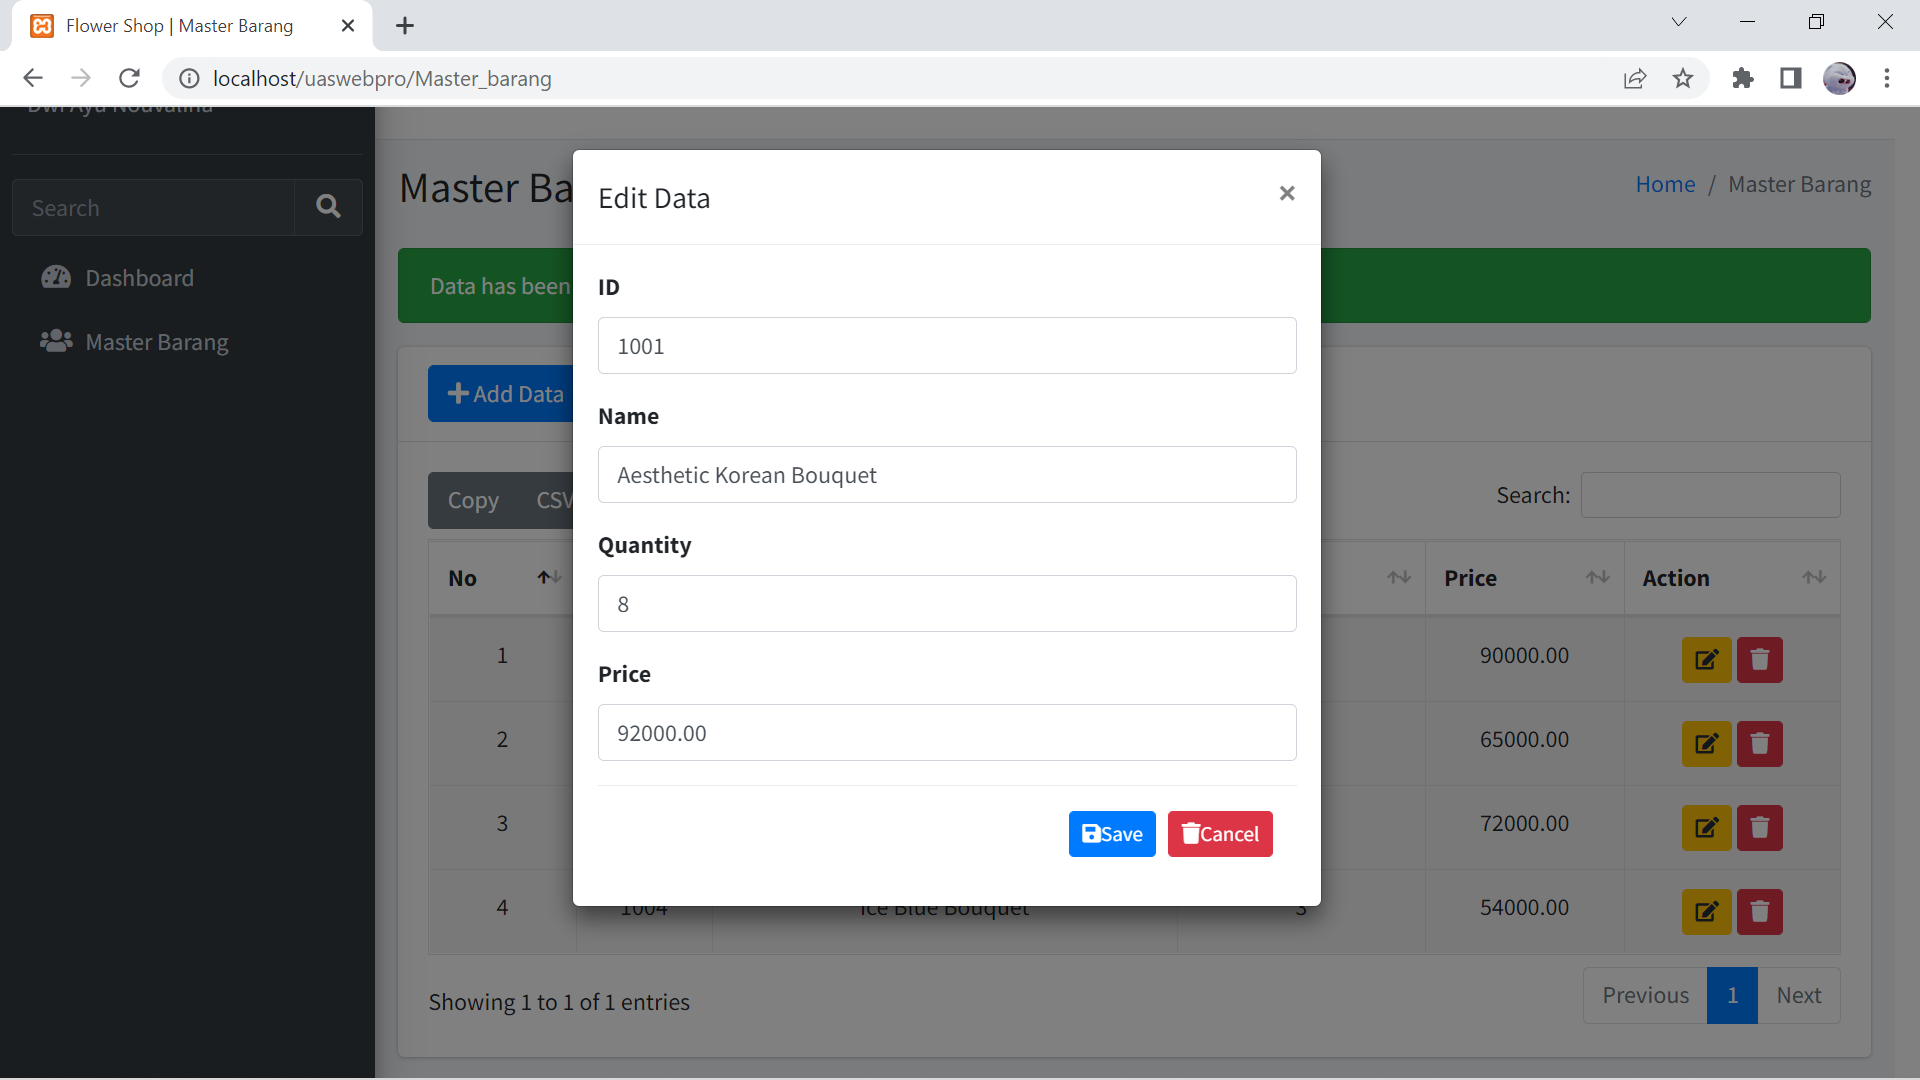 Flower Shop | Master Barang
localhost/uaswebpro/Master_barang
Dwi Ayu Nouvalina
Search
Dashboard
Master Barang
Master Ba
Home / Master Barang
Data has been
Add Data
Copy CSV
Search:
No Price Action
1 90000.00
2 65000.00
3 72000.00
4 1004 Ice Blue Bouquet 3 54000.00
Showing 1 to 1 of 1 entries
Previous 1 Next
Edit Data
ID
1001
Name
Aesthetic Korean Bouquet
Quantity
8
Price
92000.00
Save Cancel